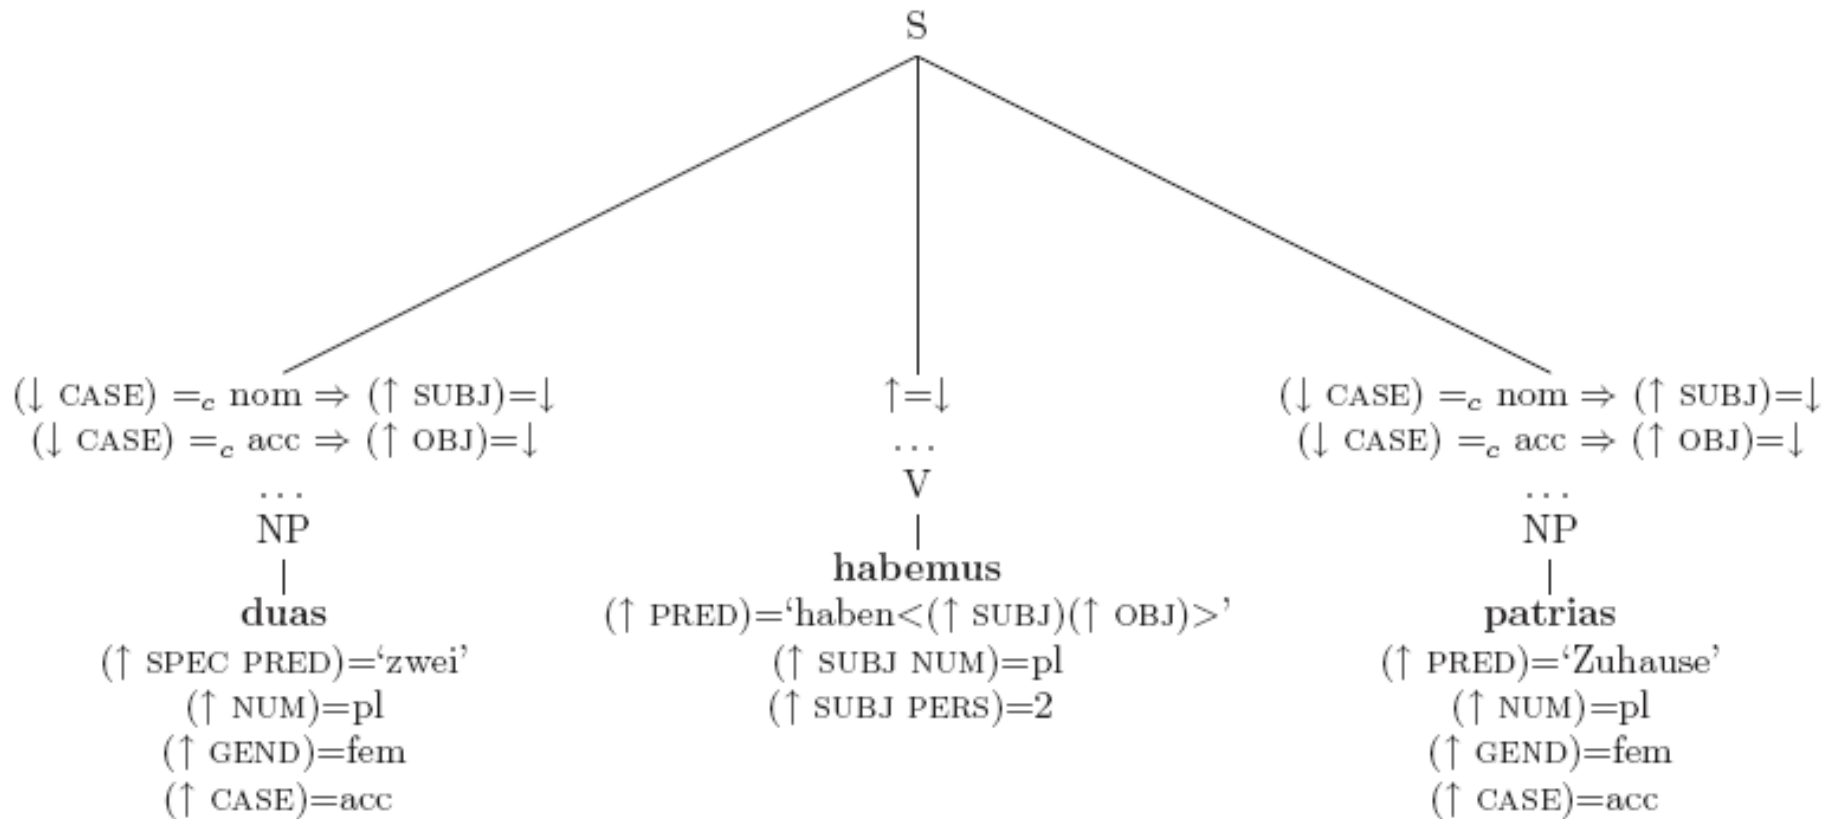 S
(↓ CASE) =c nom ⇒ (↑ SUBJ)=↓
(↓ CASE) =c acc ⇒ (↑ OBJ)=↓
...
NP
duas
(↑ SPEC PRED)=‘zwei’
(↑ NUM)=pl
(↑ GEND)=fem
(↑ CASE)=acc
↑=↓
...
V
habemus
(↑ PRED)=‘haben<(↑ SUBJ)(↑ OBJ)>’
(↑ SUBJ NUM)=pl
(↑ SUBJ PERS)=2
(↓ CASE) =c nom ⇒ (↑ SUBJ)=↓
(↓ CASE) =c acc ⇒ (↑ OBJ)=↓
...
NP
patrias
(↑ PRED)=‘Zuhause’
(↑ NUM)=pl
(↑ GEND)=fem
(↑ CASE)=acc